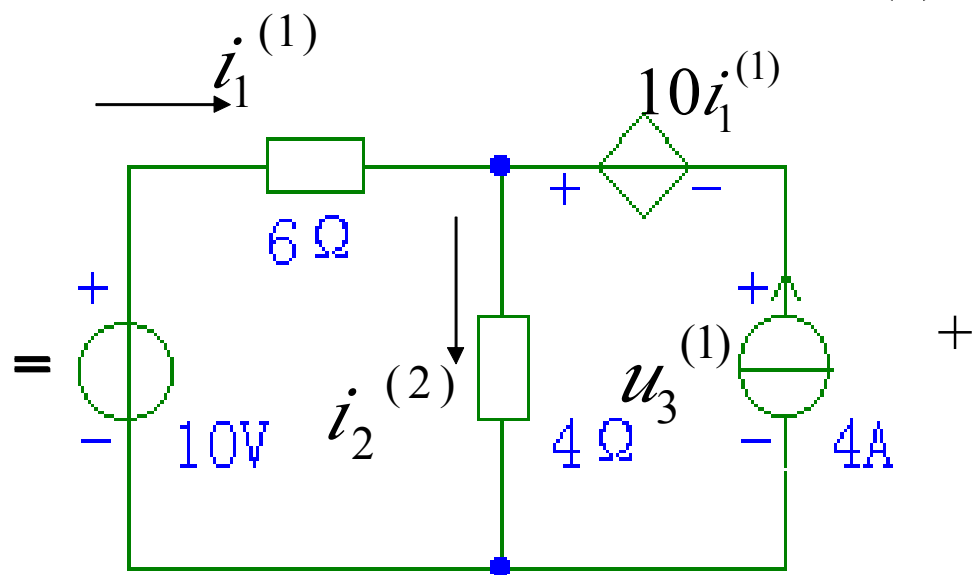 i₁⁽¹⁾
10i₁⁽¹⁾
+ −
6Ω
+ +
= u₃⁽¹⁾ +
i₂⁽²⁾
− 10V 4Ω − 4A